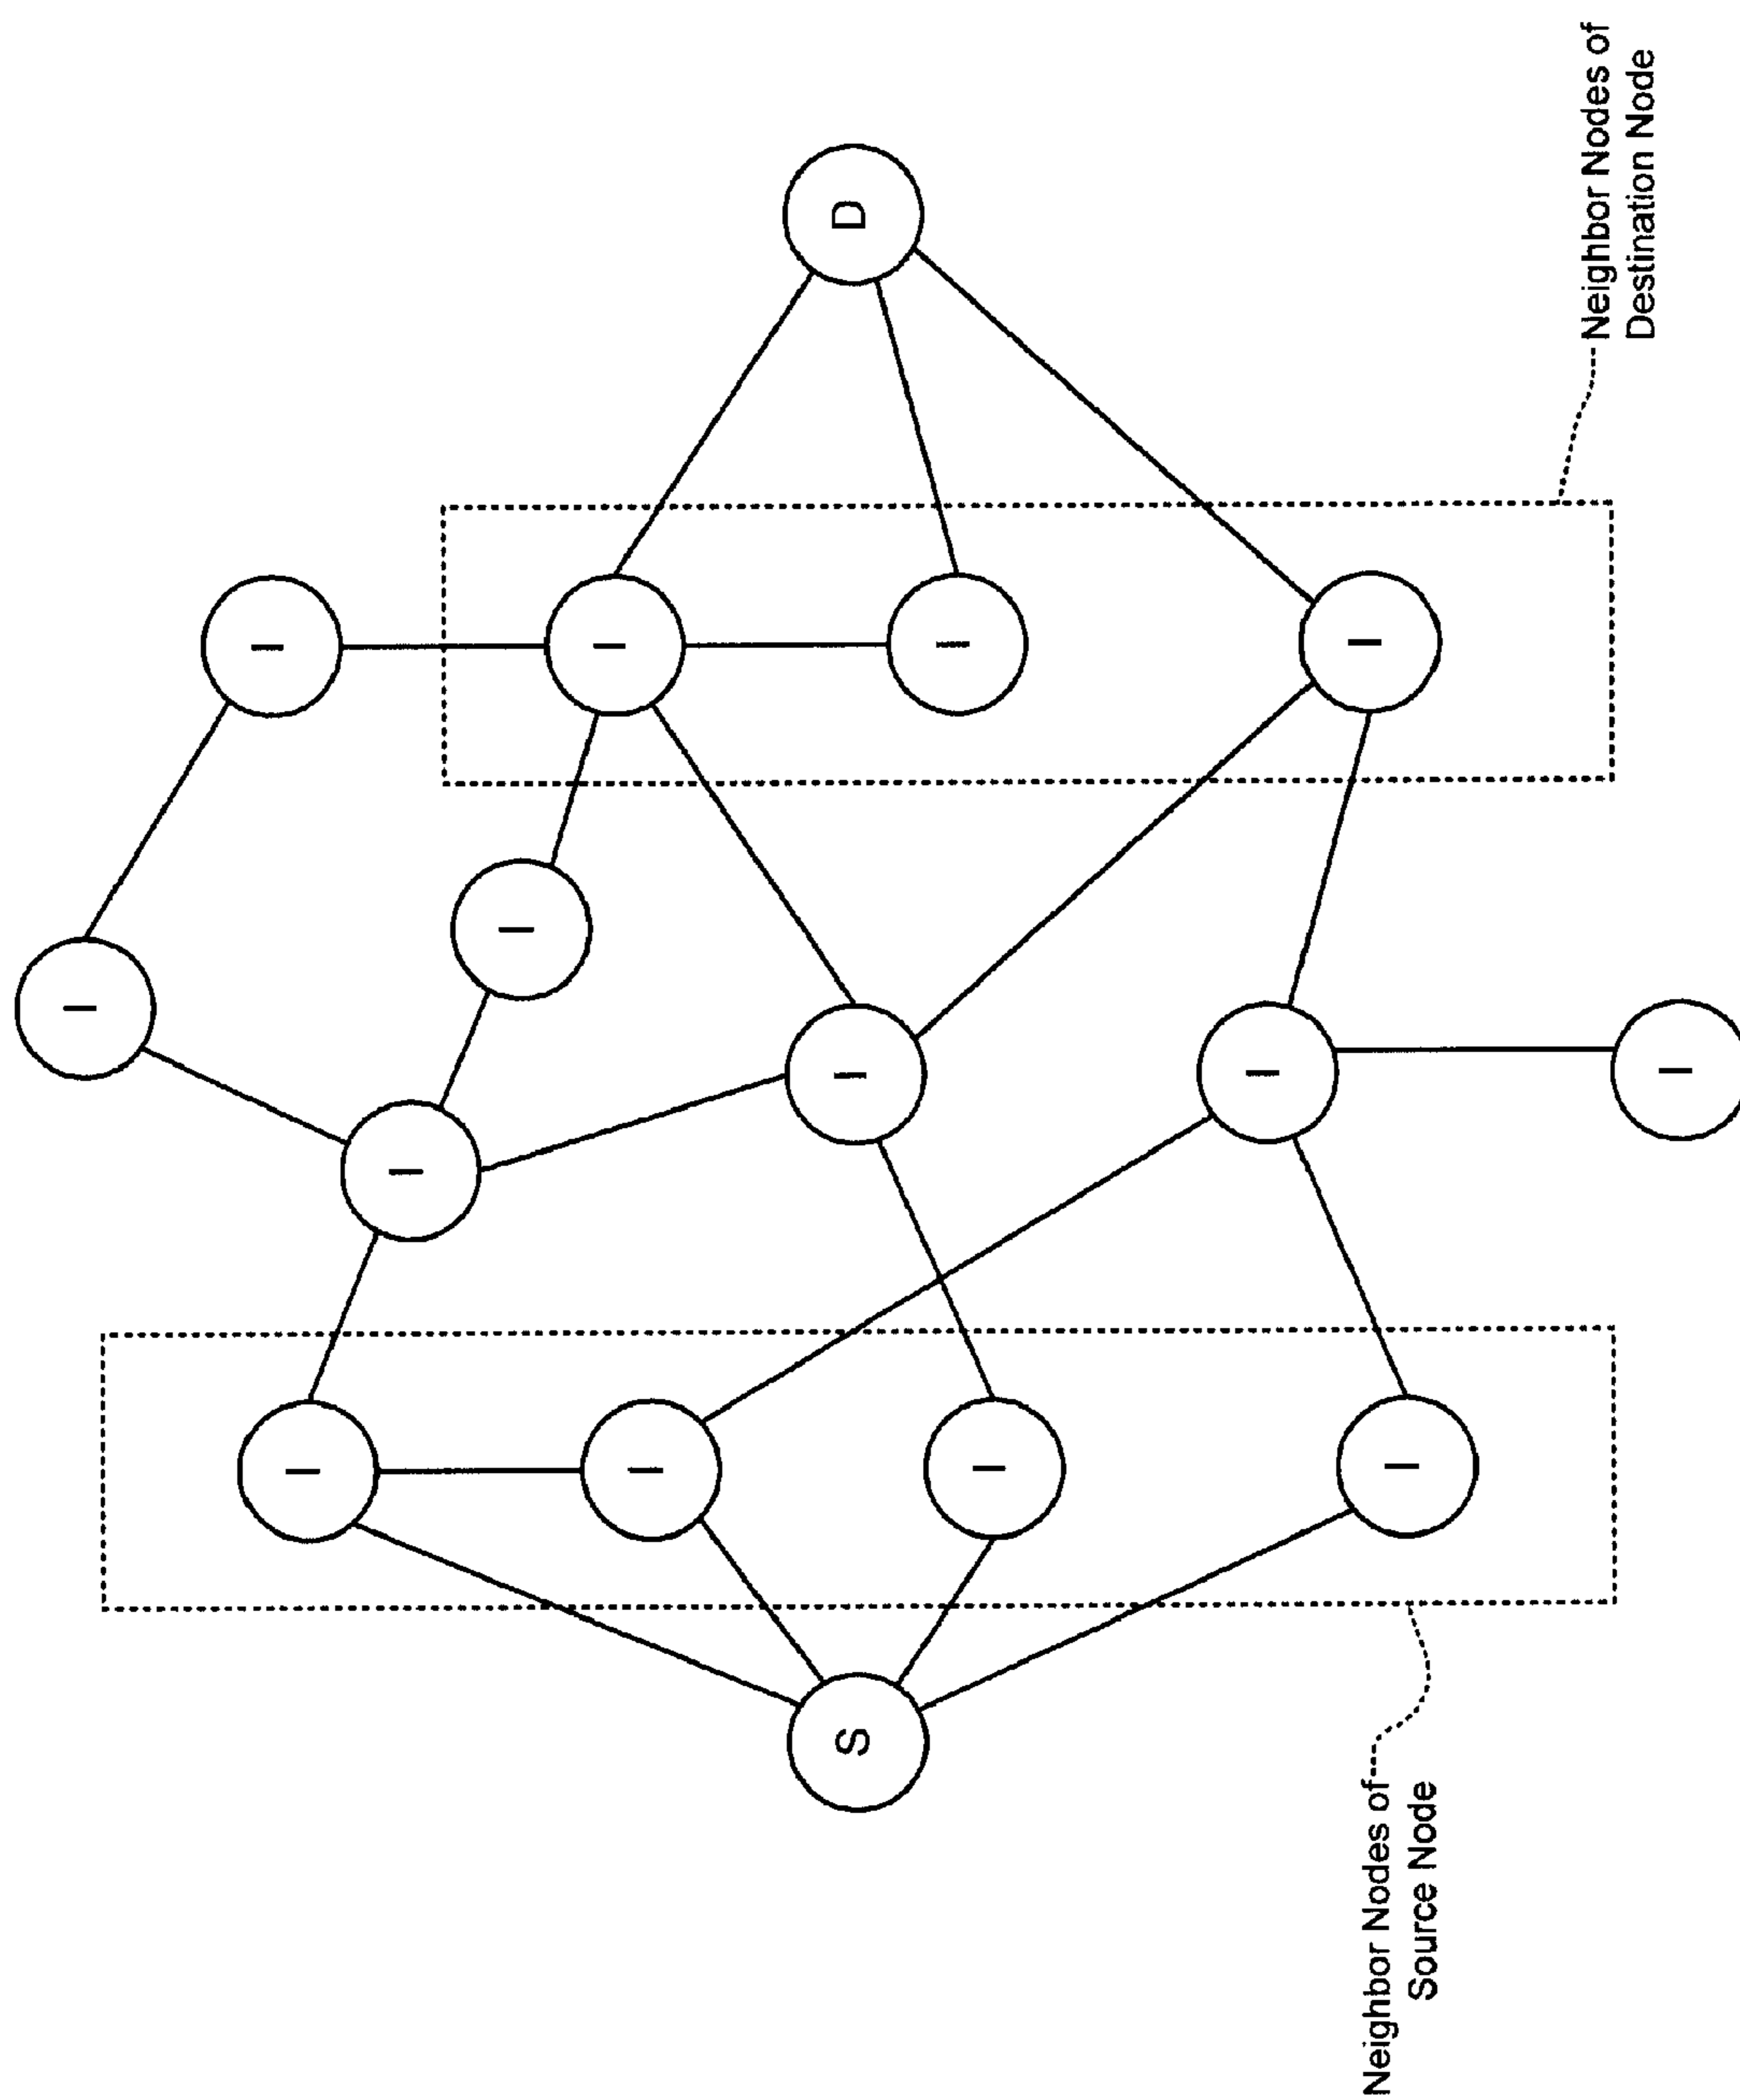 I
I
I
I
I
I
I
S
I
D
I
I
I
I
I
Neighbor Nodes of
Source Node
Neighbor Nodes of
Destination Node
I